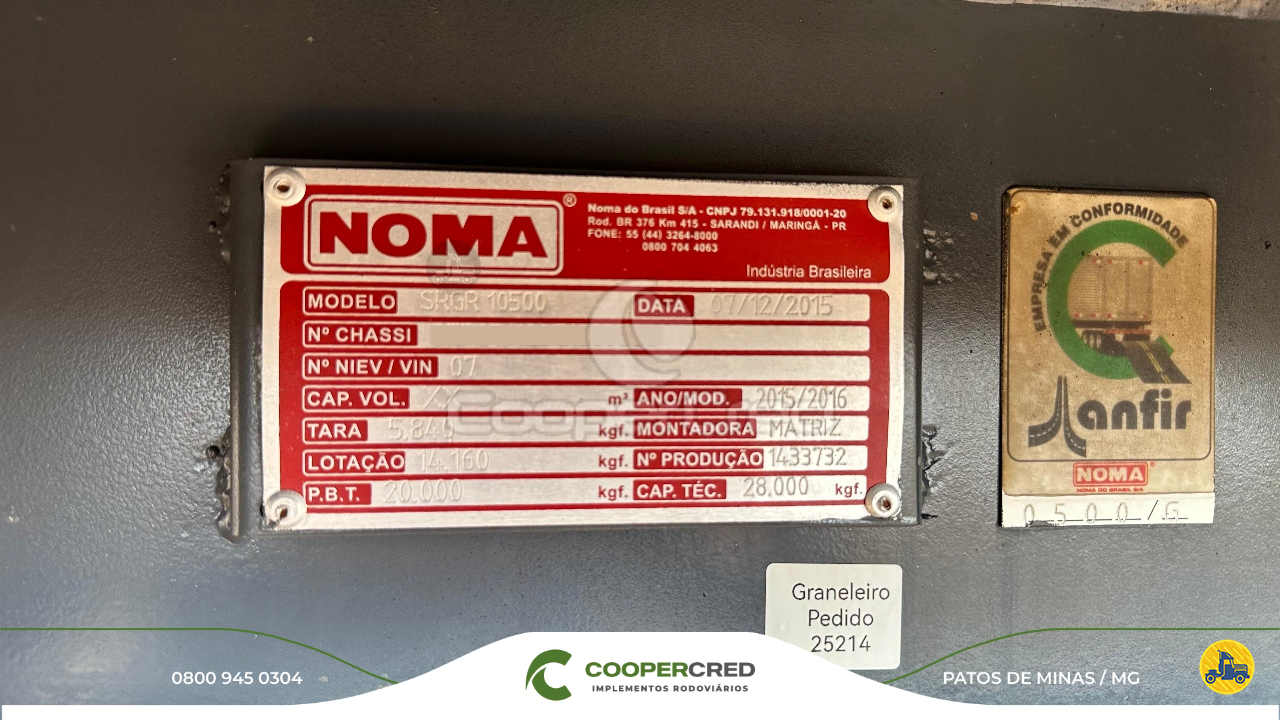 NOMA®
Noma do Brasil S/A - CNPJ 79.131.918/0001-20
Rod. BR 376 Km 415 - SARANDI / MARINGÁ - PR
FONE: 55 (44) 3264-8000
0800 704 4063
Indústria Brasileira
MODELO SRGR 10500 DATA 07/12/2015
Nº CHASSI
Nº NIEV / VIN 07
CAP. VOL. m³ ANO/MOD. 2015/2016
TARA 5.840 kgf. MONTADORA MATRIZ
LOTAÇÃO 14.160 kgf. Nº PRODUÇÃO 1433732
P.B.T. 20.000 kgf. CAP. TÉC. 28.000 kgf.
CooperCred
EMPRESA EM CONFORMIDADE
anfir
NOMA®
NOMA DO BRASIL S/A
0500/G
Graneleiro
Pedido
25214
0800 945 0304
COOPERCRED
IMPLEMENTOS RODOVIÁRIOS
PATOS DE MINAS / MG